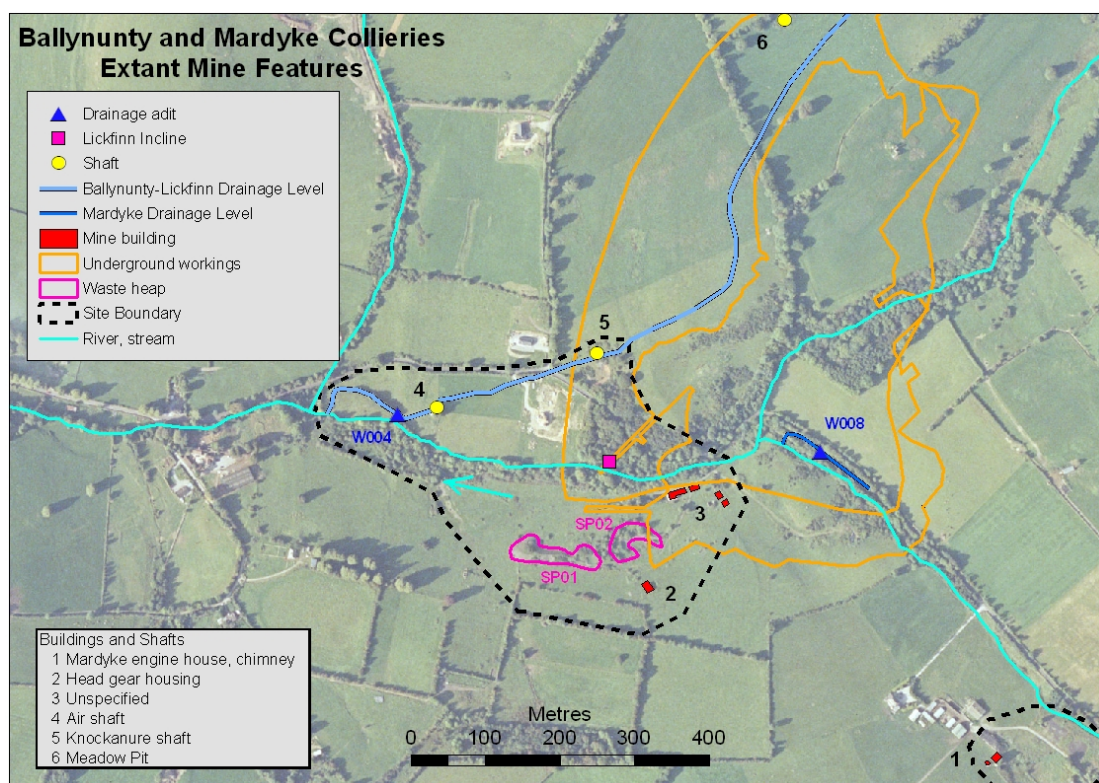 Ballynunty and Mardyke Collieries
Extant Mine Features
Drainage adit
Lickfinn Incline
Shaft
Ballynunty-Lickfinn Drainage Level
Mardyke Drainage Level
Mine building
Underground workings
Waste heap
Site Boundary
River, stream
6
5
4
W004
W008
3
SP02
SP01
2
1
Buildings and Shafts
1 Mardyke engine house, chimney
2 Head gear housing
3 Unspecified
4 Air shaft
5 Knockanure shaft
6 Meadow Pit
Metres
0 50 100 200 300 400